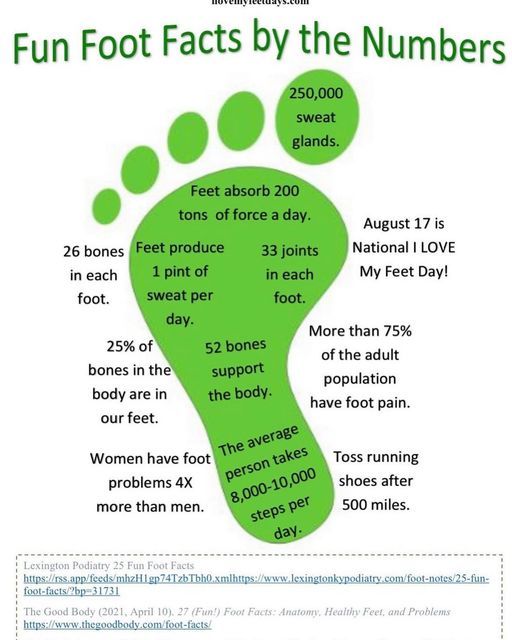 ilovemyfeetdays.com
Fun Foot Facts by the Numbers
250,000
sweat
glands.
Feet absorb 200
tons of force a day.
August 17 is
National I LOVE
My Feet Day!
26 bones
in each
foot.
Feet produce
1 pint of
sweat per
day.
33 joints
in each
foot.
More than 75%
of the adult
population
have foot pain.
25% of
bones in the
body are in
our feet.
52 bones
support
the body.
Women have foot
problems 4X
more than men.
The average
person takes
8,000-10,000
steps per
day.
Toss running
shoes after
500 miles.
Lexington Podiatry 25 Fun Foot Facts
https://rss.app/feeds/mhzH1gp74TzbTbh0.xmlhttps://www.lexingtonkypodiatry.com/foot-notes/25-fun-
foot-facts/?bp=31731
The Good Body (2021, April 10). 27 (Fun!) Foot Facts: Anatomy, Healthy Feet, and Problems
https://www.thegoodbody.com/foot-facts/